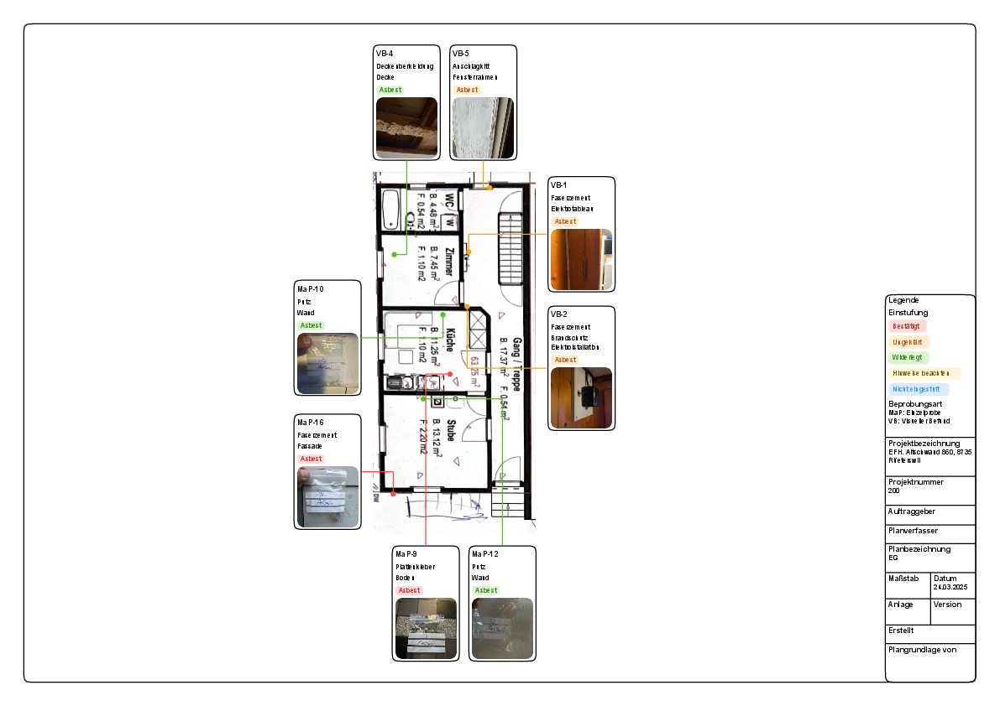 VB-4
Deckenberkleidung
Decke
Asbest
VB-5
Anschlagkitt
Fensterrahmen
Asbest
VB-1
Faserzement
Elektrotableau
Asbest
VB-2
Faserzement
Brandschutz
Elektroistallation
Asbest
MaP-10
Putz
Wand
Asbest
MaP-16
Faserzement
Fassade
Asbest
MaP-9
Plattenkleber
Boden
Asbest
MaP-12
Putz
Wand
Asbest
WC
W
B. 4.48 m²
F. 0.54 m2
Zimmer
B. 7.45 m²
F. 1.10 m2
Küche
B. 11.25 m²
F. 1.10 m2
63.25 m²
Gang / Treppe
B. 17.37 m²
F. 0.54 m²
Stube
B. 13.12 m²
F. 2.20 m2
Legende
Einstufung
Bestätigt
Ungeklärt
Widerlegt
Hinweise beachten
Nicht eingestuft
Beprobungsart
MaP: Einzelprobe
VB: Visueller Befund
Projektbezeichnung
EFH. Altschwand 860, 8735
Rüeterswil
Projektnummer
200
Auftraggeber
Planverfasser
Planbezeichnung
EG
Maßstab
Datum
24.03.2025
Anlage
Version
Erstellt
Plangrundlage von